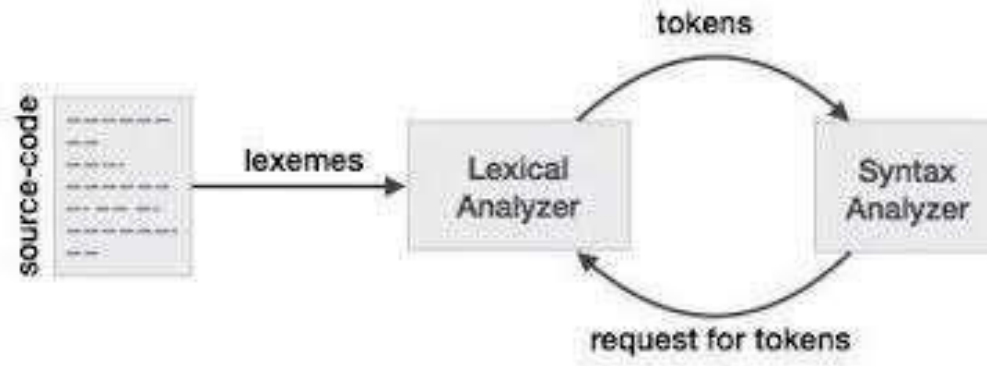 tokens
source-code
lexemes
Lexical
Analyzer
Syntax
Analyzer
request for tokens